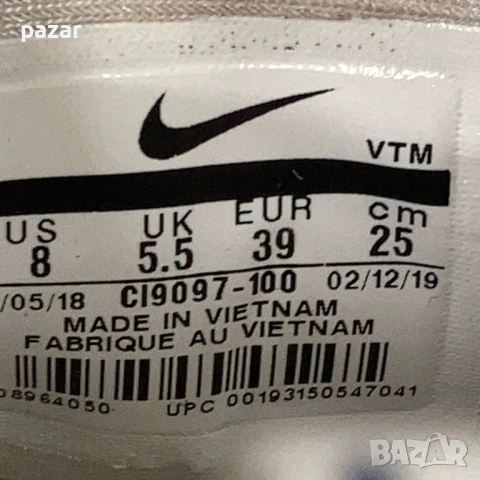 pazar
VTM
US UK EUR cm
8 5.5 39 25
/05/18 CI9097-100 02/12/19
MADE IN VIETNAM
FABRIQUE AU VIETNAM
08964050 UPC 00193150547041
BAZAR